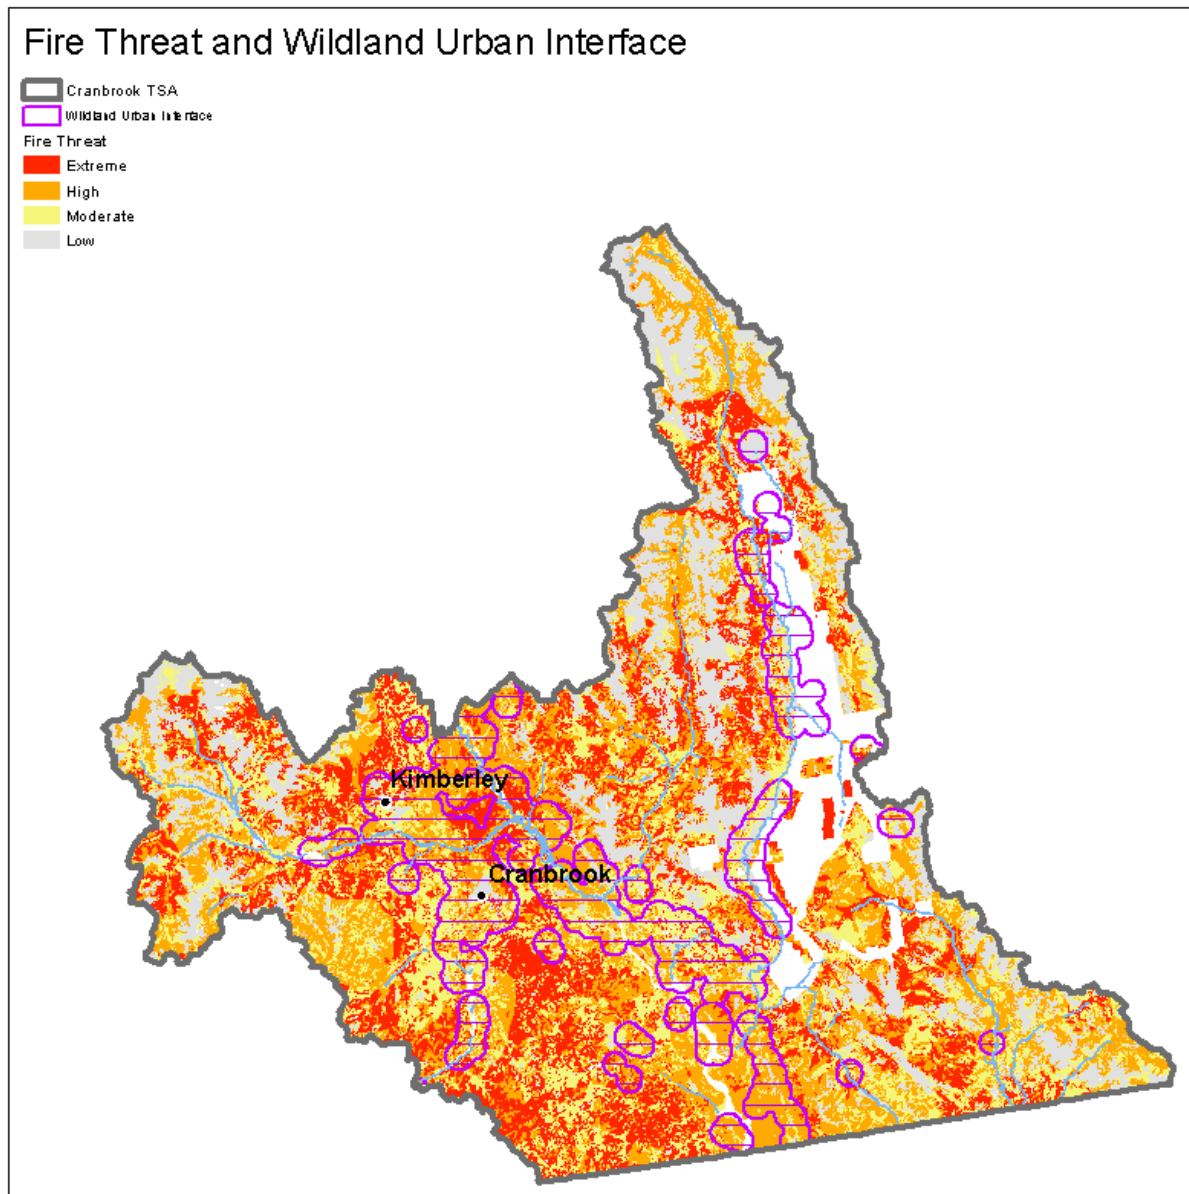 Fire Threat and Wildland Urban Interface
Cranbrook TSA
Wildland Urban Interface
Fire Threat
Extreme
High
Moderate
Low
Kimberley
Cranbrook